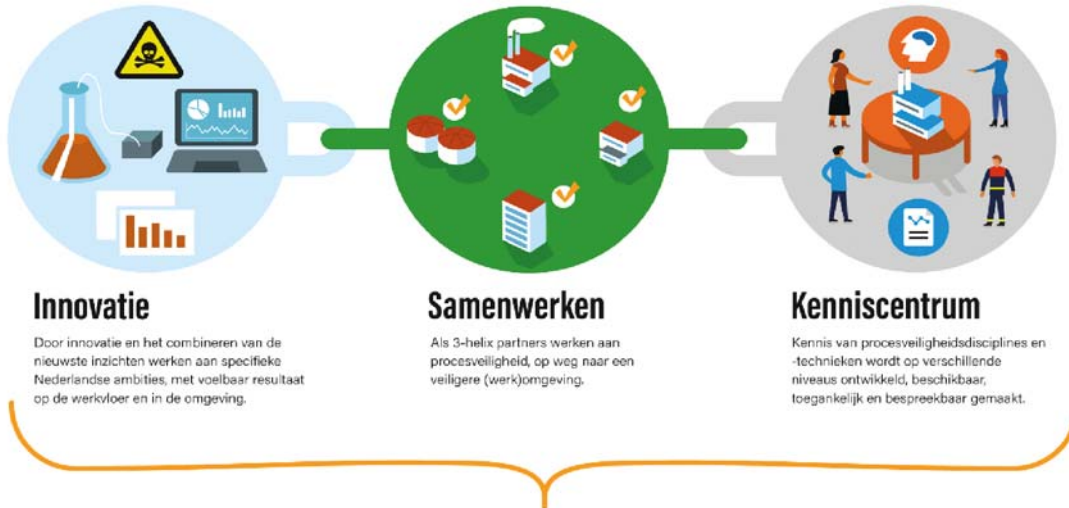 Innovatie
Door innovatie en het combineren van de
nieuwste inzichten werken aan specifieke
Nederlandse ambities, met voelbaar resultaat
op de werkvloer en in de omgeving.
Samenwerken
Als 3-helix partners werken aan
procesveiligheid, op weg naar een
veiligere (werk)omgeving.
Kenniscentrum
Kennis van procesveiligheidsdisciplines en
-technieken wordt op verschillende
niveaus ontwikkeld, beschikbaar,
toegankelijk en bespreekbaar gemaakt.